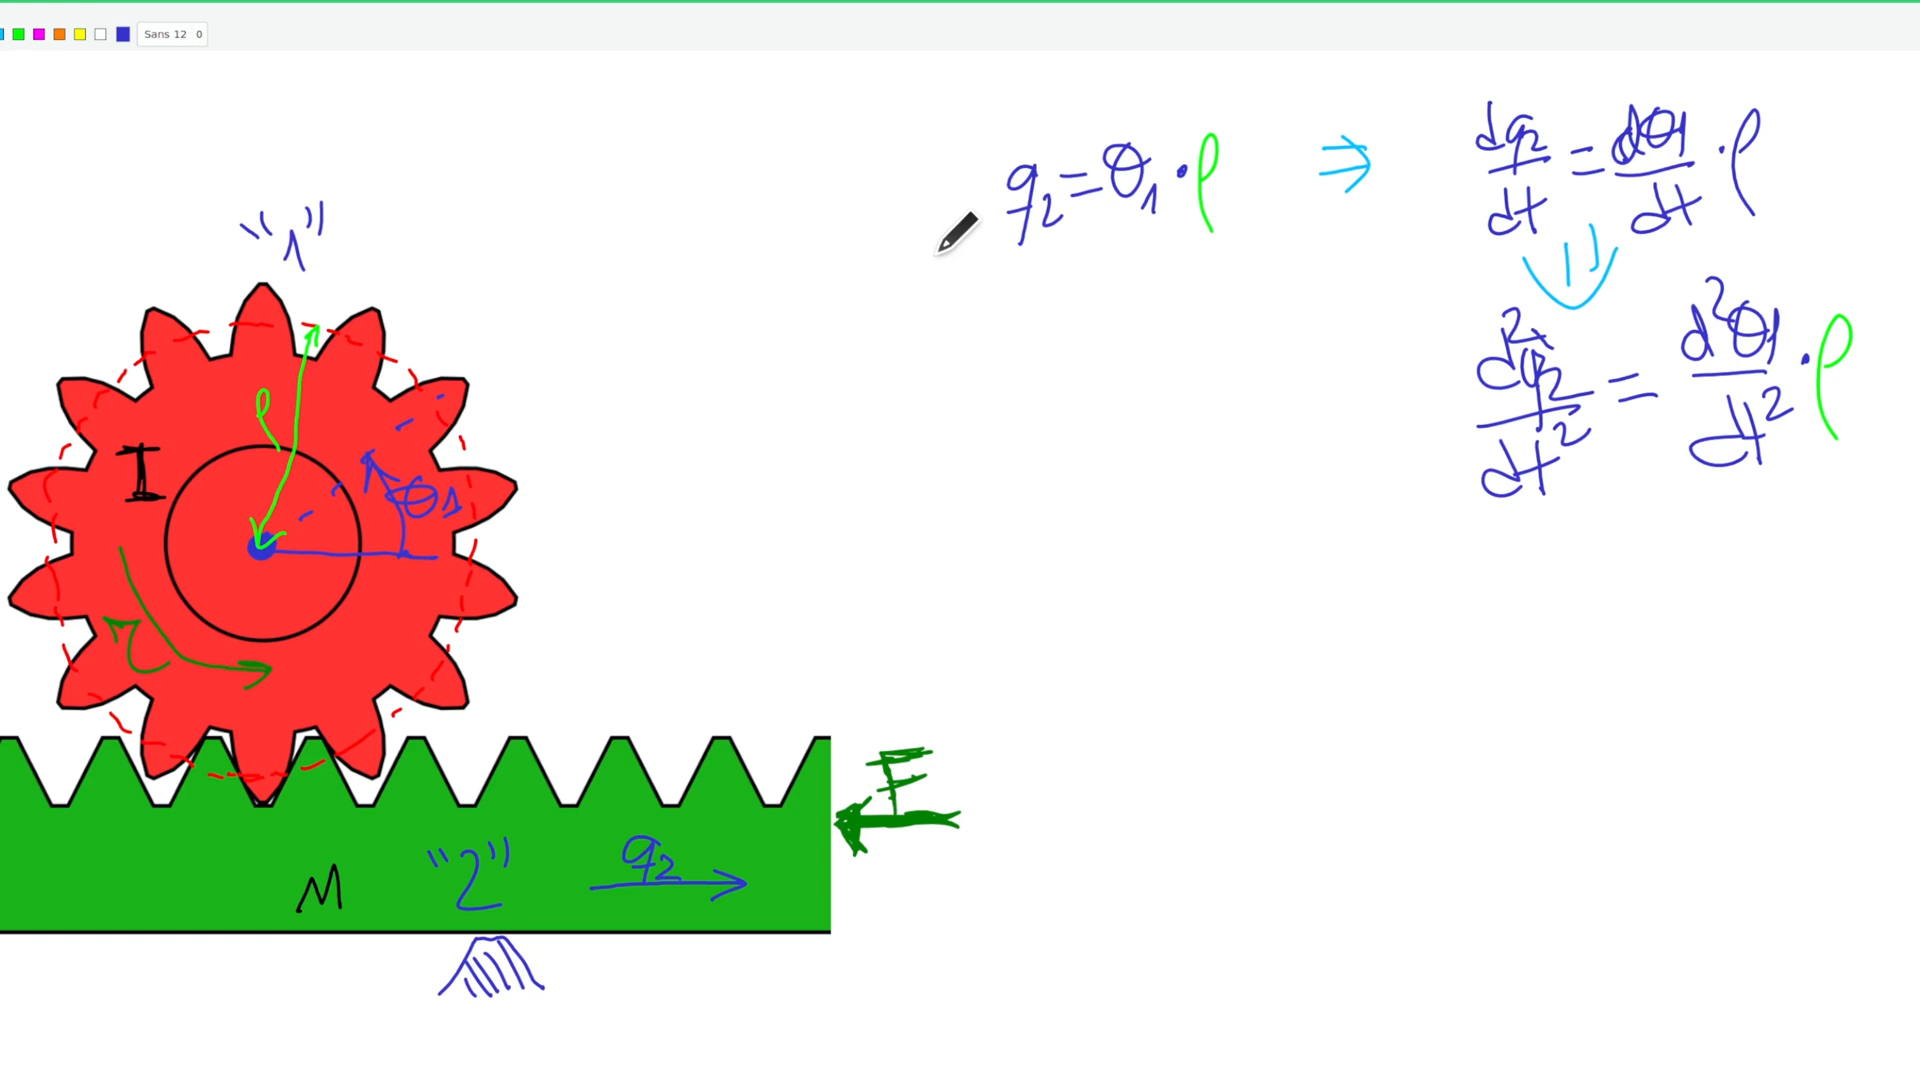 Sans 12 0
q₂ = θ₁ · ρ ⇒ dq₂/dt = dθ₁/dt · ρ
⇓
d²q₂/dt² = d²θ₁/dt² · ρ
"1"
ρ
I
θ₁
τ
F
M "2" q₂